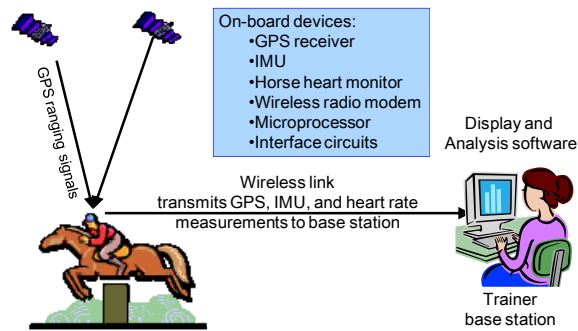 On-board devices:
•GPS receiver
•IMU
•Horse heart monitor
•Wireless radio modem
•Microprocessor
•Interface circuits
GPS ranging signals
Display and
Analysis software
Wireless link
transmits GPS, IMU, and heart rate
measurements to base station
Trainer
base station